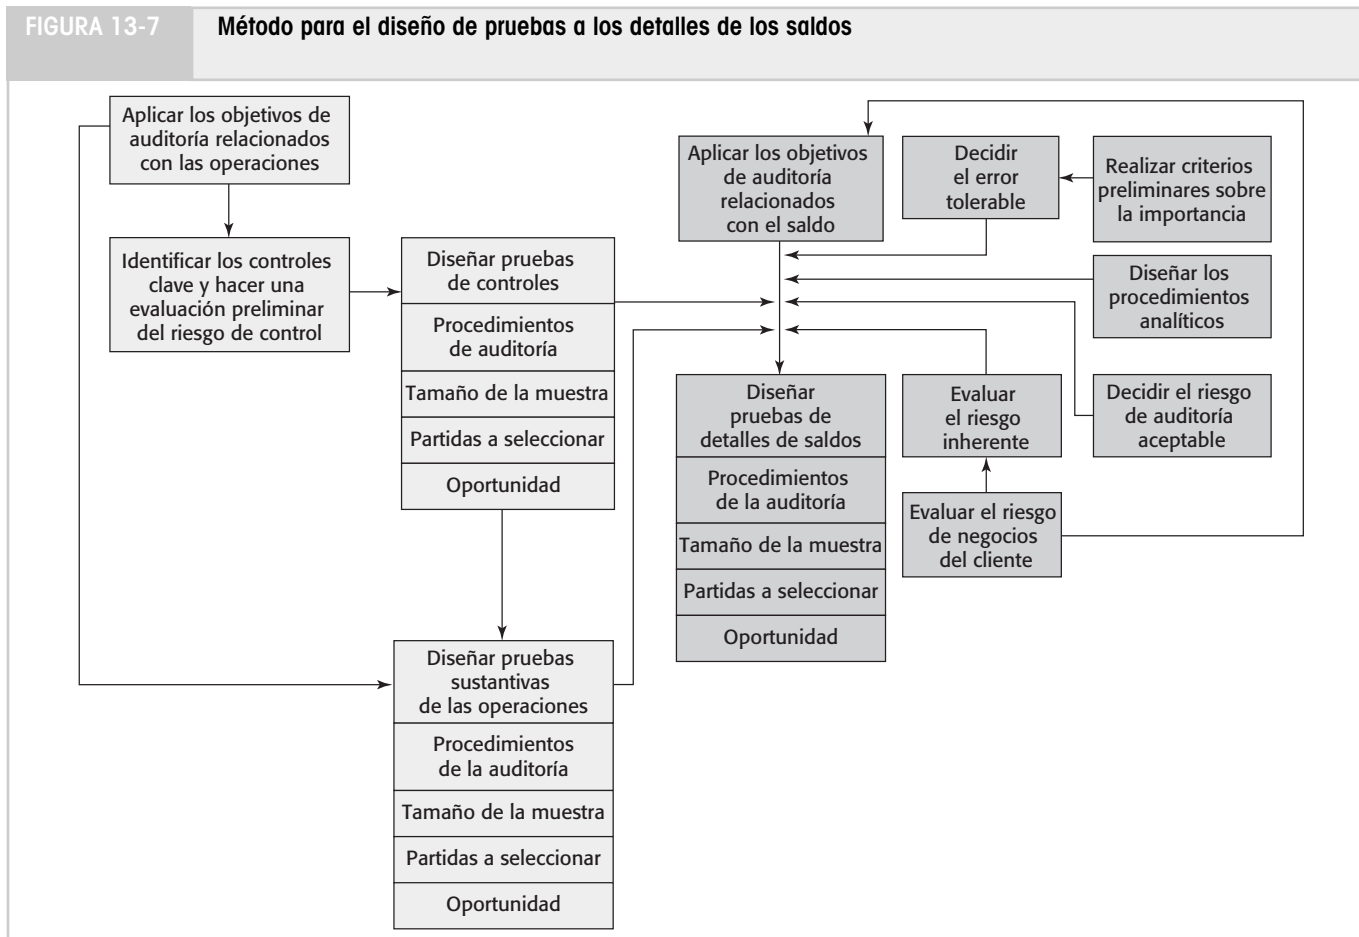 FIGURA 13-7
Método para el diseño de pruebas a los detalles de los saldos
Aplicar los objetivos de
auditoría relacionados
con las operaciones
Identificar los controles
clave y hacer una
evaluación preliminar
del riesgo de control
Diseñar pruebas
de controles
Procedimientos
de auditoría
Tamaño de la muestra
Partidas a seleccionar
Oportunidad
Diseñar pruebas
sustantivas
de las operaciones
Procedimientos
de la auditoría
Tamaño de la muestra
Partidas a seleccionar
Oportunidad
Aplicar los objetivos
de auditoría
relacionados
con el saldo
Decidir
el error
tolerable
Realizar criterios
preliminares sobre
la importancia
Diseñar los
procedimientos
analíticos
Diseñar
pruebas de
detalles de saldos
Procedimientos
de la auditoría
Tamaño de la muestra
Partidas a seleccionar
Oportunidad
Evaluar
el riesgo
inherente
Decidir el riesgo
de auditoría
aceptable
Evaluar el riesgo
de negocios
del cliente